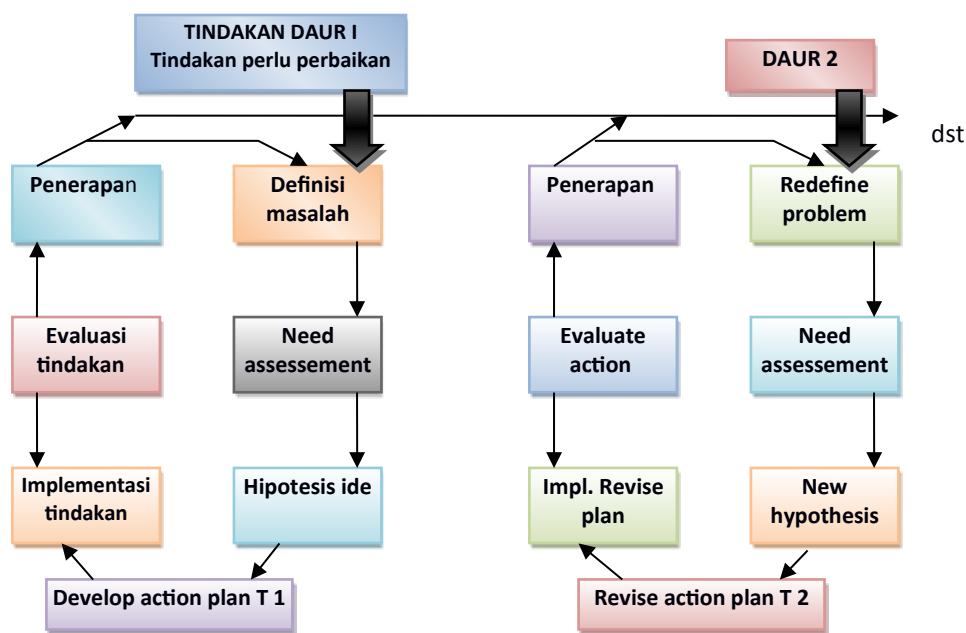 TINDAKAN DAUR I
Tindakan perlu perbaikan
DAUR 2
dst
Penerapan
Definisi
masalah
Penerapan
Redefine
problem
Evaluasi
tindakan
Need
assessement
Evaluate
action
Need
assessement
Implementasi
tindakan
Hipotesis ide
Impl. Revise
plan
New
hypothesis
Develop action plan T 1
Revise action plan T 2